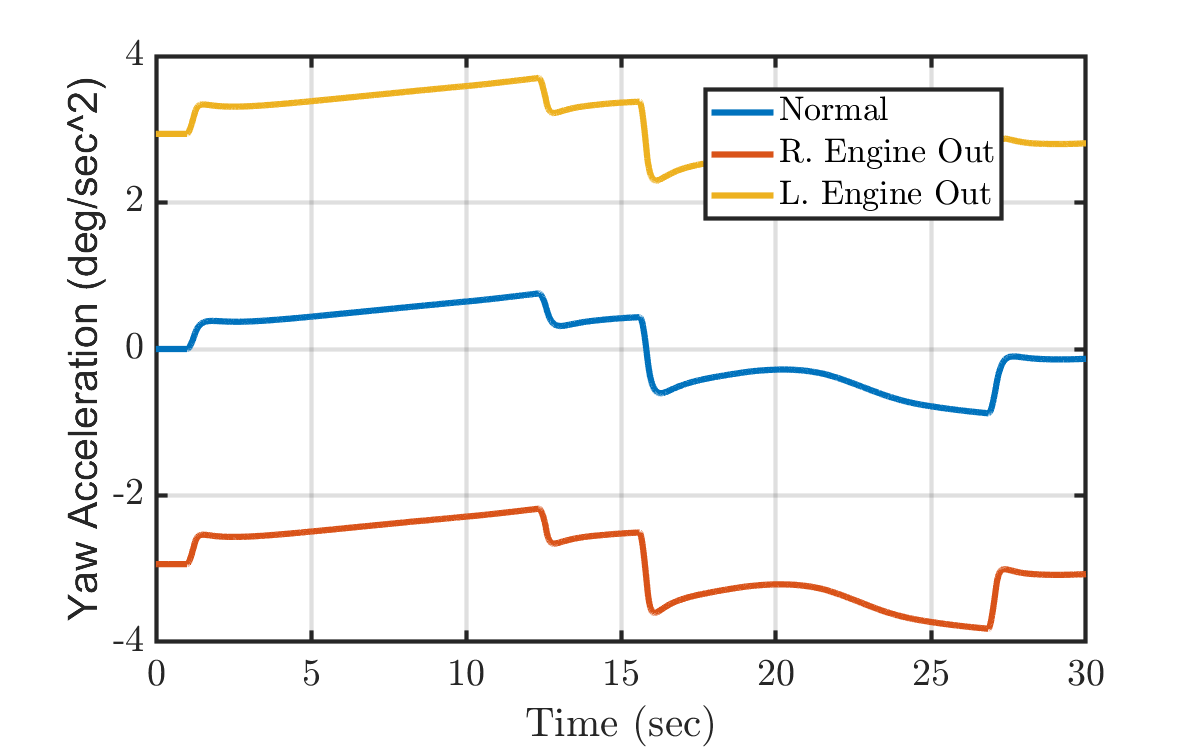 4
2
0
-2
-4
Yaw Acceleration (deg/sec^2)
Normal
R. Engine Out
L. Engine Out
0 5 10 15 20 25 30
Time (sec)